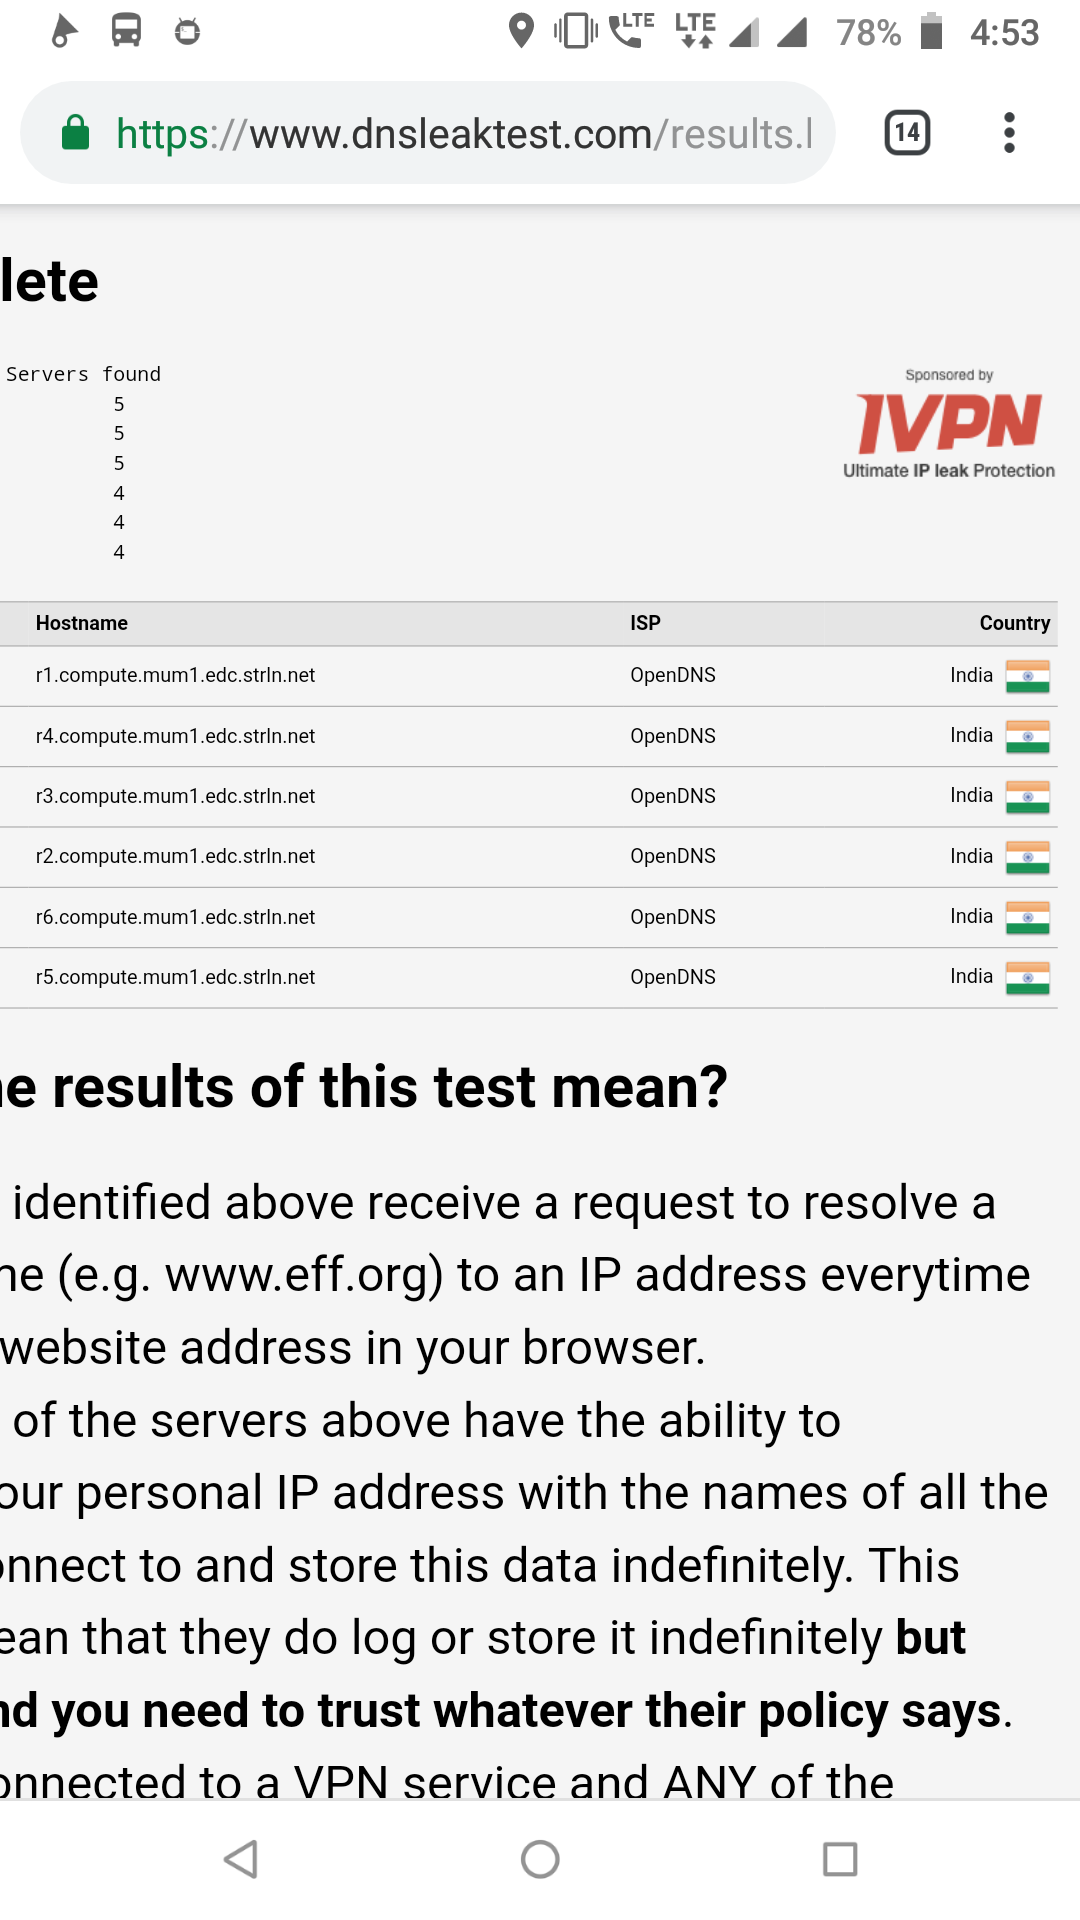 LTE LTE 78% 4:53
https://www.dnsleaktest.com/results.
14
lete
Servers found
5
5
5
4
4
4
Sponsored by
IVPN
Ultimate IP leak Protection
Hostname ISP Country
r1.compute.mum1.edc.strln.net OpenDNS India
r4.compute.mum1.edc.strln.net OpenDNS India
r3.compute.mum1.edc.strln.net OpenDNS India
r2.compute.mum1.edc.strln.net OpenDNS India
r6.compute.mum1.edc.strln.net OpenDNS India
r5.compute.mum1.edc.strln.net OpenDNS India
e results of this test mean?
identified above receive a request to resolve a
ne (e.g. www.eff.org) to an IP address everytime
website address in your browser.
of the servers above have the ability to
our personal IP address with the names of all the
onnect to and store this data indefinitely. This
ean that they do log or store it indefinitely but
nd you need to trust whatever their policy says.
onnected to a VPN service and ANY of the